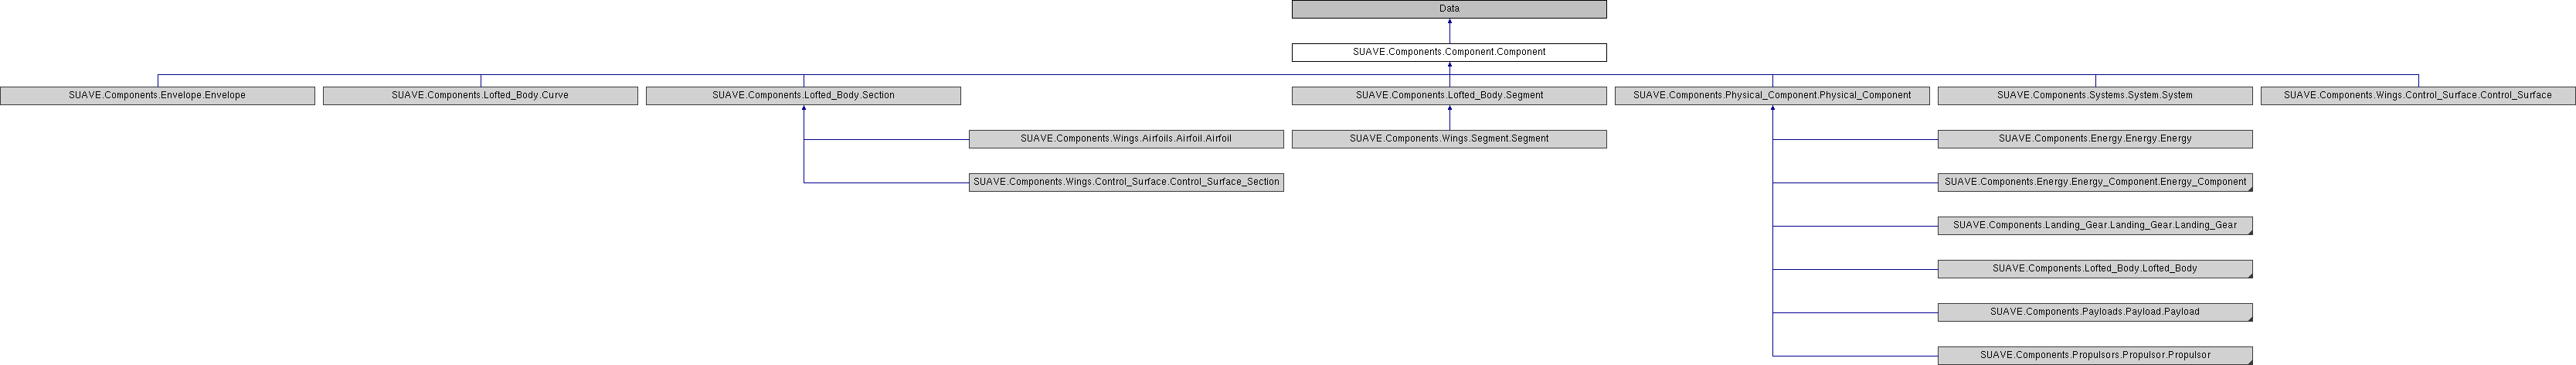 Data
SUAVE.Components.Component.Component
SUAVE.Components.Envelope.Envelope
SUAVE.Components.Lofted_Body.Curve
SUAVE.Components.Lofted_Body.Section
SUAVE.Components.Lofted_Body.Segment
SUAVE.Components.Physical_Component.Physical_Component
SUAVE.Components.Systems.System.System
SUAVE.Components.Wings.Control_Surface.Control_Surface
SUAVE.Components.Wings.Airfoils.Airfoil.Airfoil
SUAVE.Components.Wings.Segment.Segment
SUAVE.Components.Energy.Energy.Energy
SUAVE.Components.Wings.Control_Surface.Control_Surface_Section
SUAVE.Components.Energy.Energy_Component.Energy_Component
SUAVE.Components.Landing_Gear.Landing_Gear.Landing_Gear
SUAVE.Components.Lofted_Body.Lofted_Body
SUAVE.Components.Payloads.Payload.Payload
SUAVE.Components.Propulsors.Propulsor.Propulsor